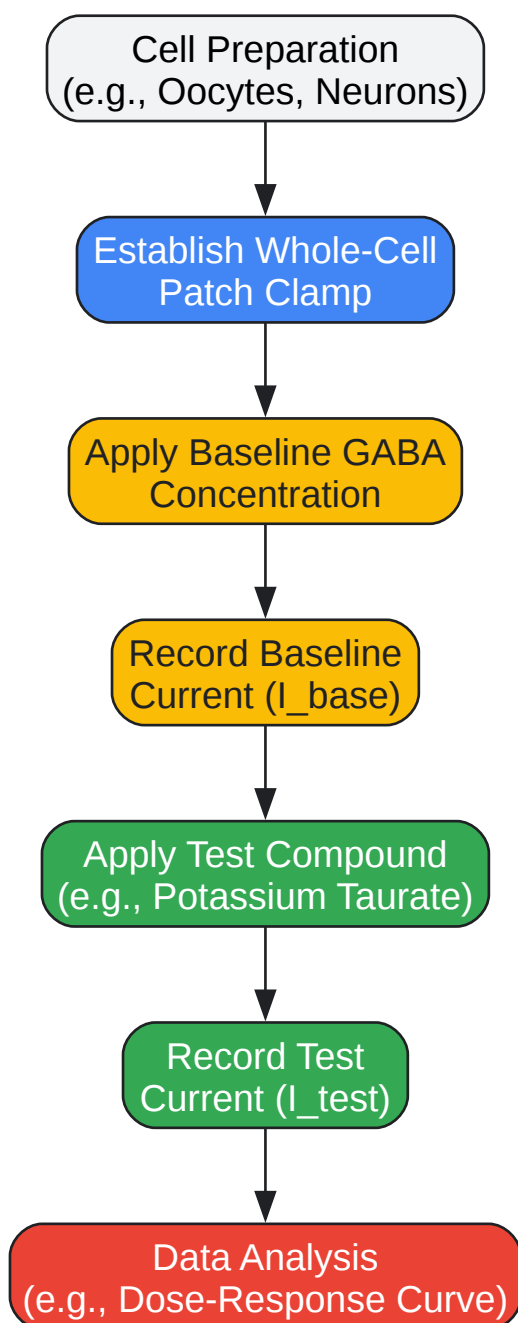 Cell Preparation
(e.g., Oocytes, Neurons)
Establish Whole-Cell
Patch Clamp
Apply Baseline GABA
Concentration
Record Baseline
Current (I_base)
Apply Test Compound
(e.g., Potassium Taurate)
Record Test
Current (I_test)
Data Analysis
(e.g., Dose-Response Curve)